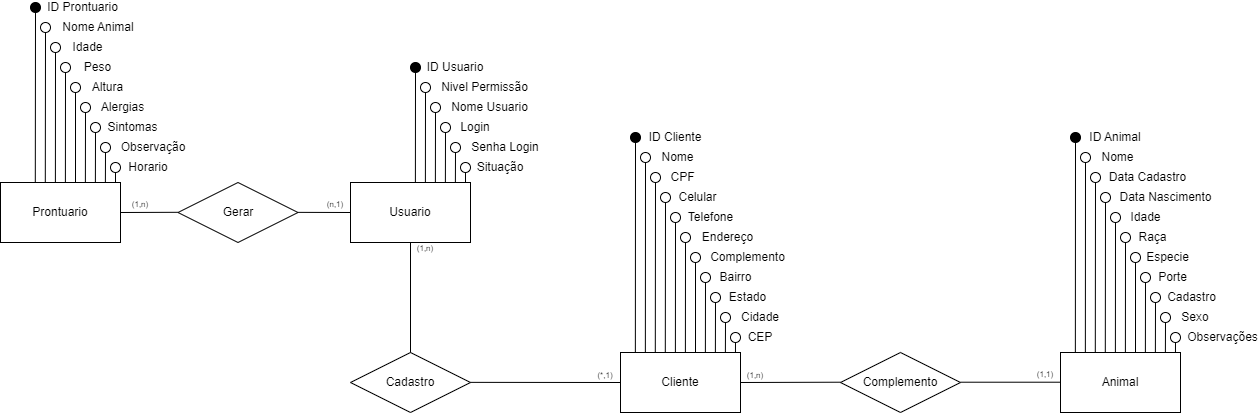 ID Prontuario
Nome Animal
Idade
Peso
Altura
Alergias
Sintomas
Observação
Horario
Prontuario
(1,n)
Gerar
(n,1)
ID Usuario
Nivel Permissão
Nome Usuario
Login
Senha Login
Situação
Usuario
(1,n)
Cadastro
(*,1)
ID Cliente
Nome
CPF
Celular
Telefone
Endereço
Complemento
Bairro
Estado
Cidade
CEP
Cliente
(1,n)
Complemento
(1,1)
ID Animal
Nome
Data Cadastro
Data Nascimento
Idade
Raça
Especie
Porte
Cadastro
Sexo
Observações
Animal